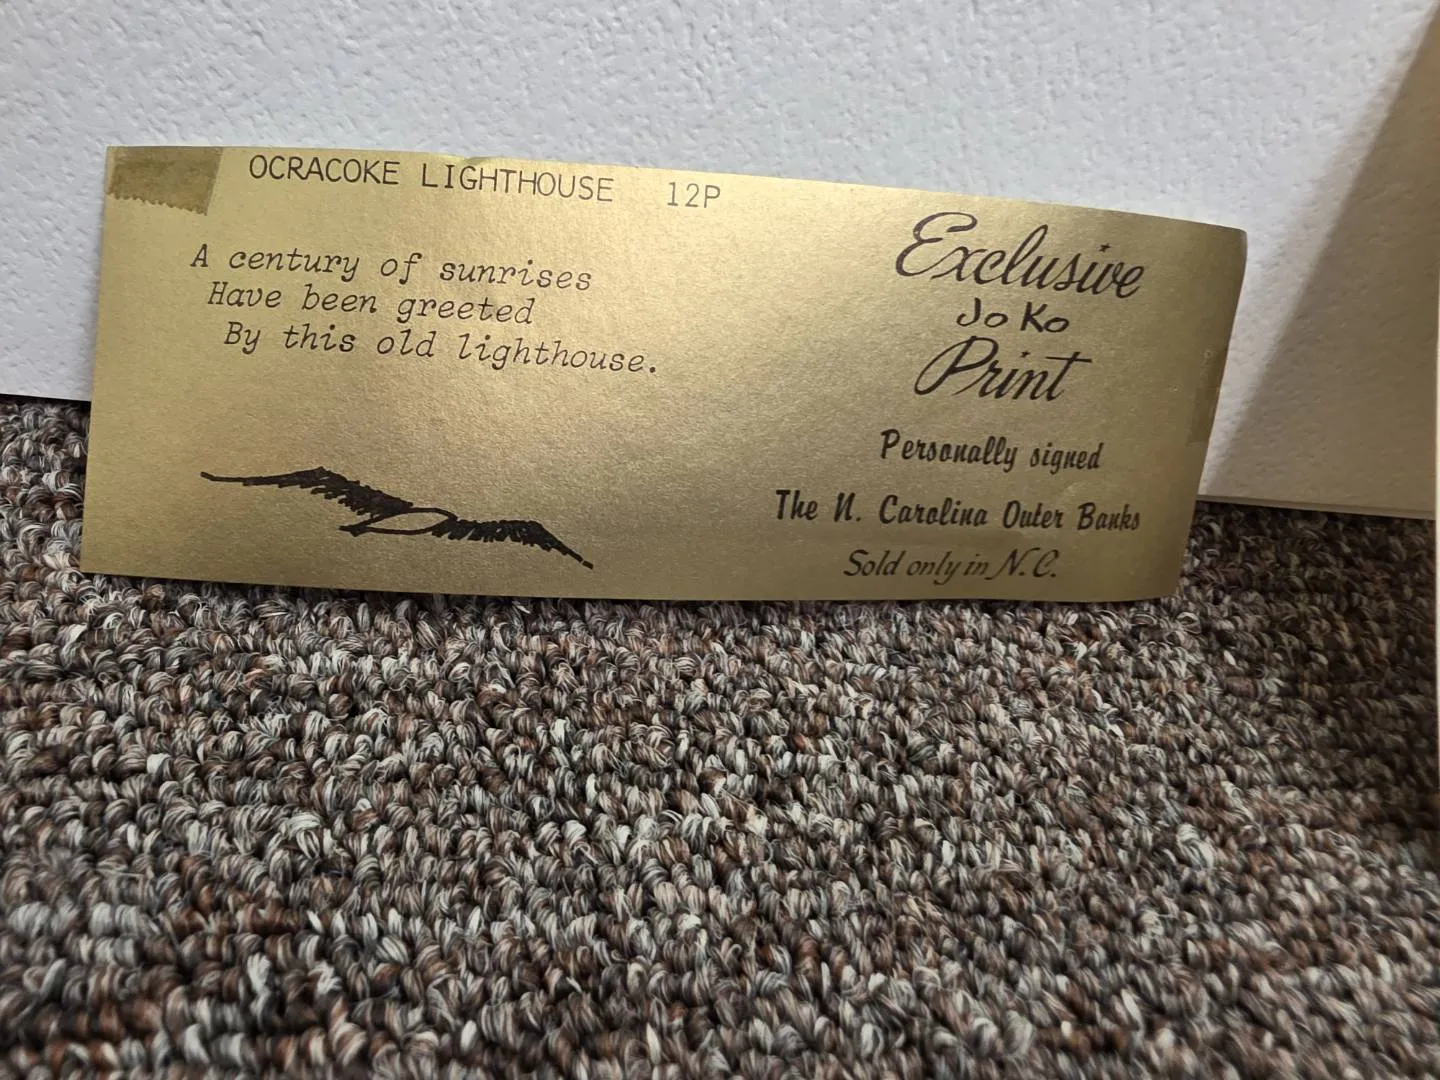 OCRACOKE LIGHTHOUSE 12P
A century of sunrises
Have been greeted
By this old lighthouse.
Exclusive
Jo Ko
Print
Personally signed
The N. Carolina Outer Banks
Sold only in N.C.